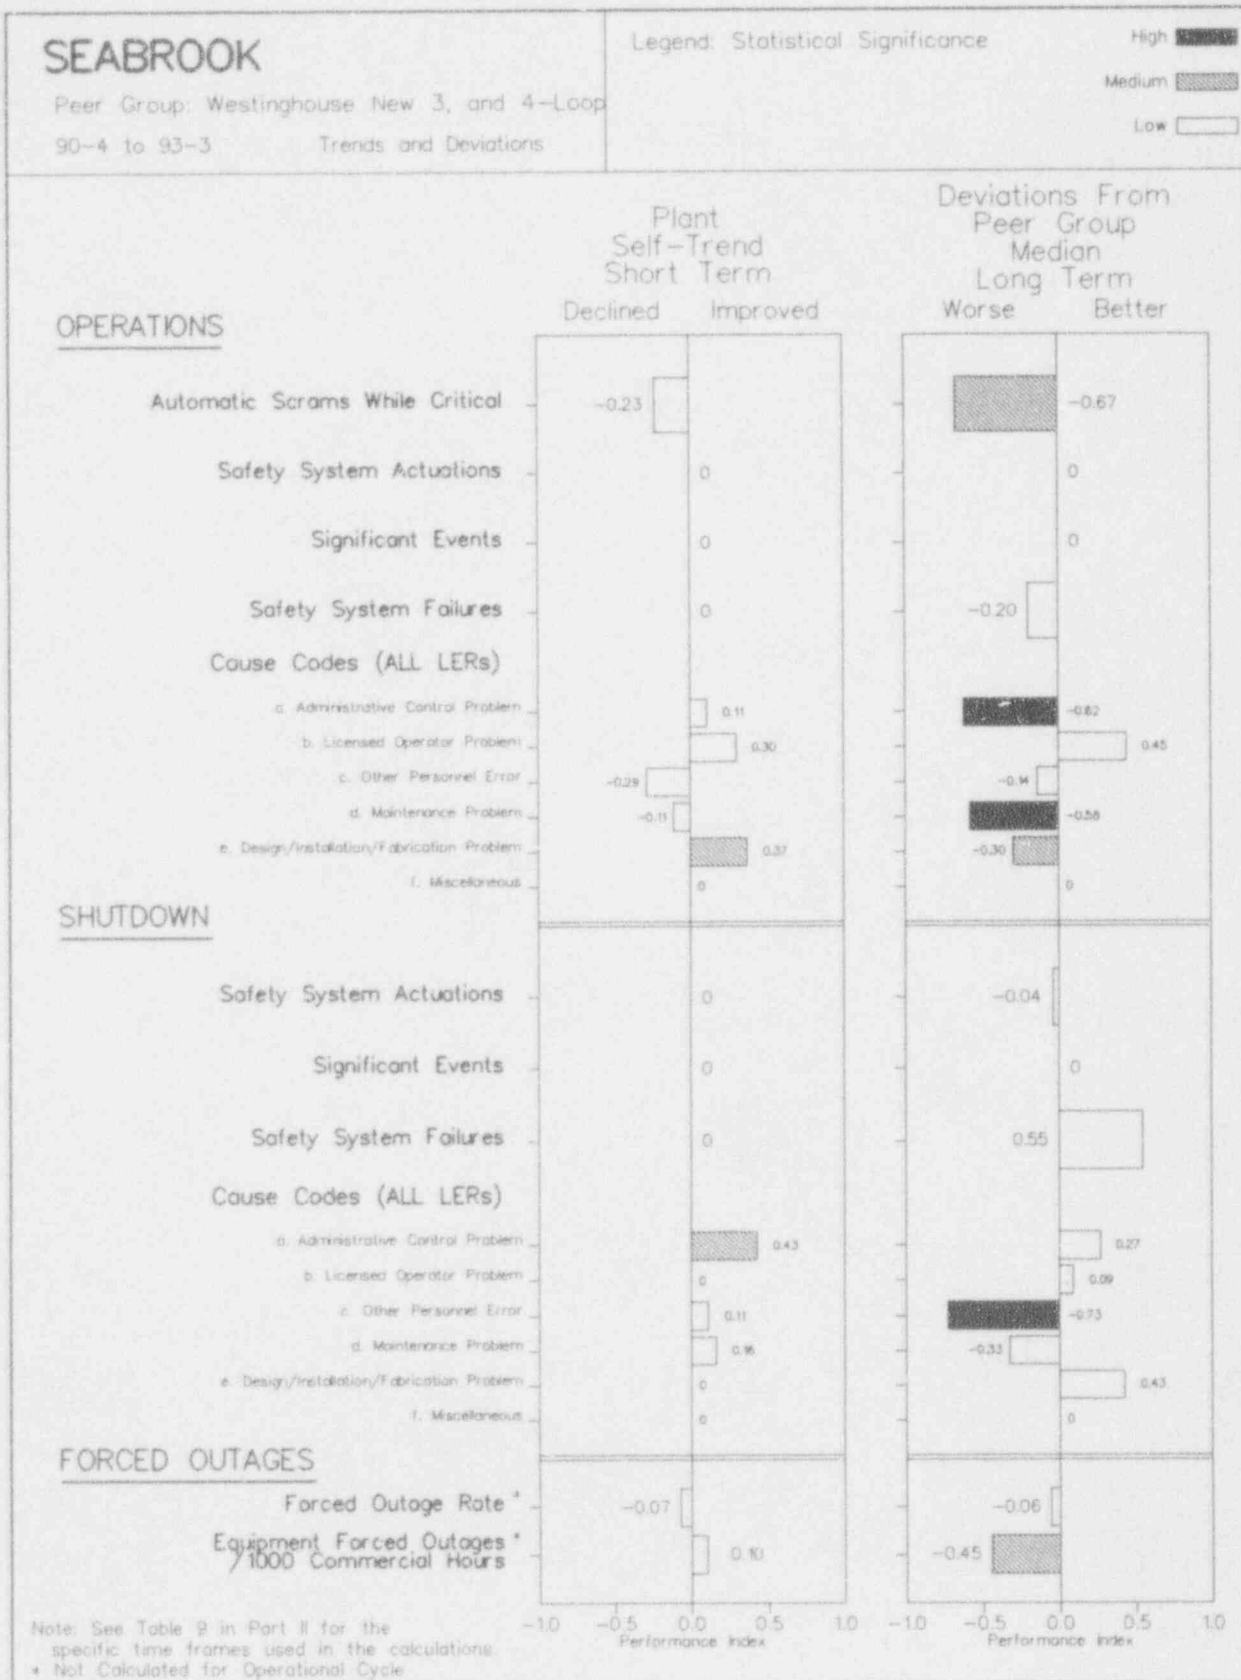 SEABROOK
Peer Group: Westinghouse New 3, and 4-Loop
90-4 to 93-3 Trends and Deviations
Legend: Statistical Significance
High
Medium
Low
Plant
Self-Trend
Short Term
Declined Improved
Deviations From
Peer Group
Median
Long Term
Worse Better
OPERATIONS
Automatic Scrams While Critical -0.23 -0.67
Safety System Actuations 0 0
Significant Events 0 0
Safety System Failures 0 -0.20
Cause Codes (ALL LERs)
a. Administrative Control Problem 0.11 -0.62
b. Licensed Operator Problem 0.30 0.45
c. Other Personnel Error -0.29 -0.14
d. Maintenance Problem -0.11 -0.58
e. Design/Installation/Fabrication Problem 0.37 -0.30
f. Miscellaneous 0 0
SHUTDOWN
Safety System Actuations 0 -0.04
Significant Events 0 0
Safety System Failures 0 0.55
Cause Codes (ALL LERs)
a. Administrative Control Problem 0.43 0.27
b. Licensed Operator Problem 0 0.09
c. Other Personnel Error 0.11 -0.73
d. Maintenance Problem 0.16 -0.33
e. Design/Installation/Fabrication Problem 0 0.43
f. Miscellaneous 0 0
FORCED OUTAGES
Forced Outage Rate * -0.07 -0.06
Equipment Forced Outages *
/1000 Commercial Hours 0.10 -0.45
-1.0 -0.5 0.0 0.5 1.0 -1.0 -0.5 0.0 0.5 1.0
Performance Index Performance Index
Note: See Table 9 in Part II for the
specific time frames used in the calculations.
* Not Calculated for Operational Cycle